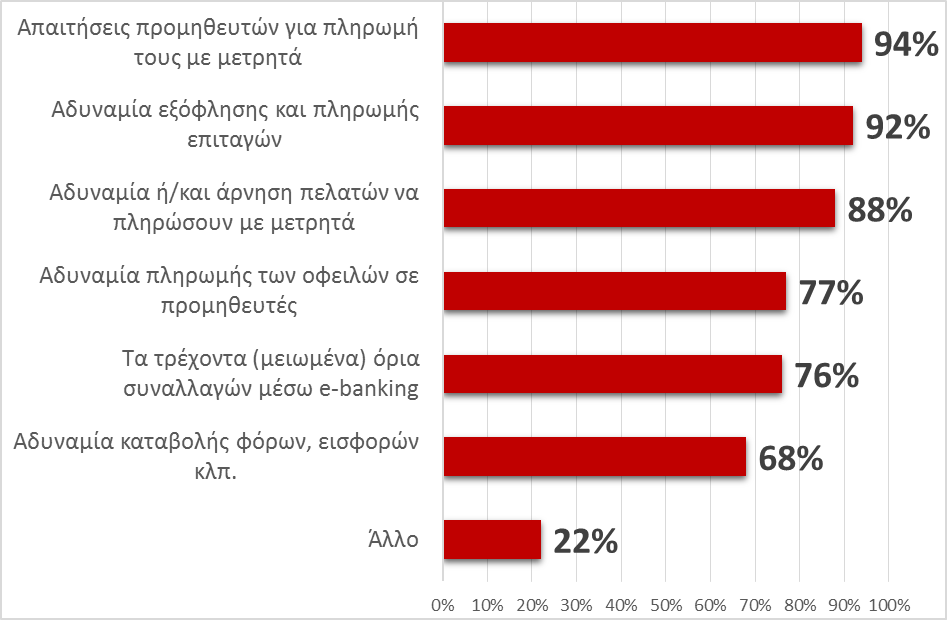 Απαιτήσεις προμηθευτών για πληρωμή
τους με μετρητά
94%
Αδυναμία εξόφλησης και πληρωμής
επιταγών
92%
Αδυναμία ή/και άρνηση πελατών να
πληρώσουν με μετρητά
88%
Αδυναμία πληρωμής των οφειλών σε
προμηθευτές
77%
Τα τρέχοντα (μειωμένα) όρια
συναλλαγών μέσω e-banking
76%
Αδυναμία καταβολής φόρων, εισφορών
κλπ.
68%
Άλλο
22%
0% 10% 20% 30% 40% 50% 60% 70% 80% 90% 100%